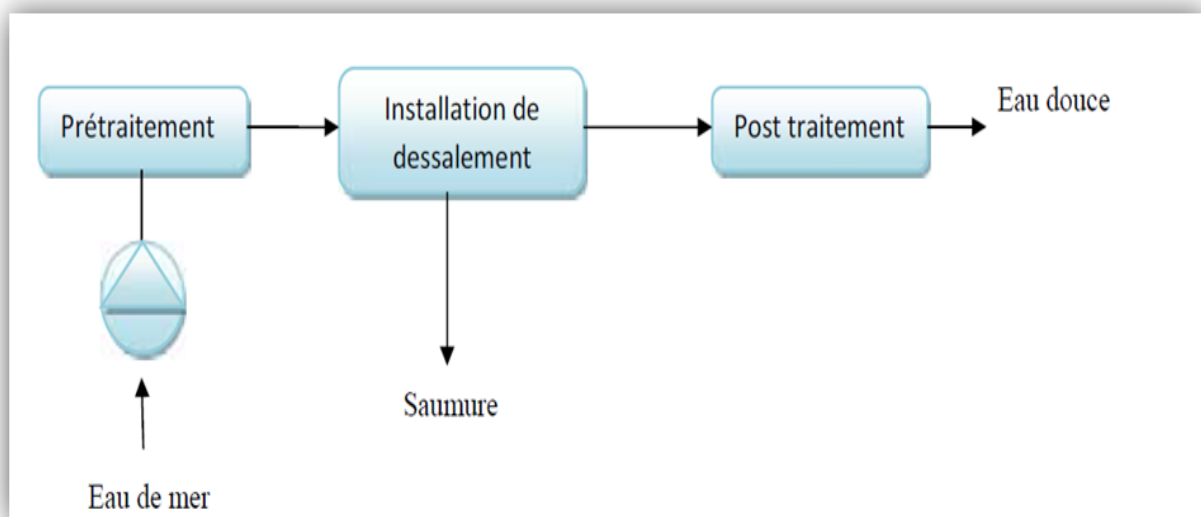 Prétraitement
Installation de
dessalement
Post traitement
Eau douce
Saumure
Eau de mer